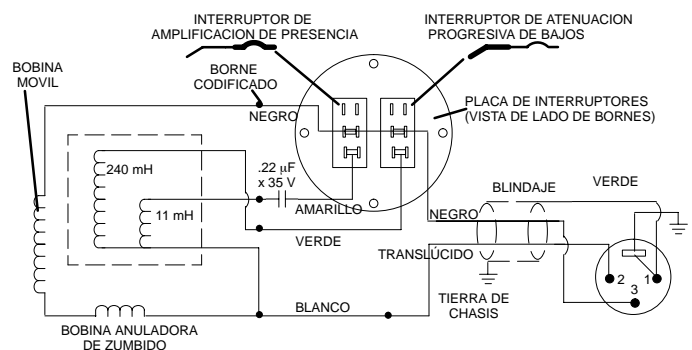 INTERRUPTOR DE
AMPLIFICACION DE PRESENCIA
INTERRUPTOR DE ATENUACION
PROGRESIVA DE BAJOS
BOBINA
MOVIL
BORNE
CODIFICADO
NEGRO
PLACA DE INTERRUPTORES
(VISTA DE LADO DE BORNES)
240 mH
.22 µF
x 35 V
11 mH
AMARILLO
VERDE
BLINDAJE
VERDE
NEGRO
TRANSLÚCIDO
2
1
3
BLANCO
TIERRA DE
CHASIS
BOBINA ANULADORA
DE ZUMBIDO